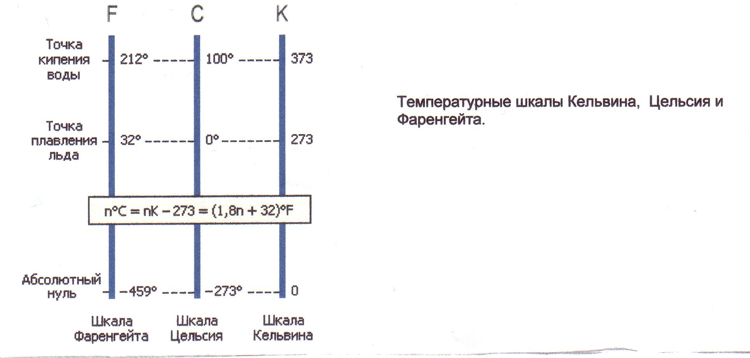 F C K
Точка
кипения
воды
212° 100° 373
Точка
плавления
льда
32° 0° 273
n°C = nK – 273 = (1,8n + 32)°F
Абсолютный
нуль
–459° –273° 0
Шкала Шкала Шкала
Фаренгейта Цельсия Кельвина
Температурные шкалы Кельвина, Цельсия и
Фаренгейта.